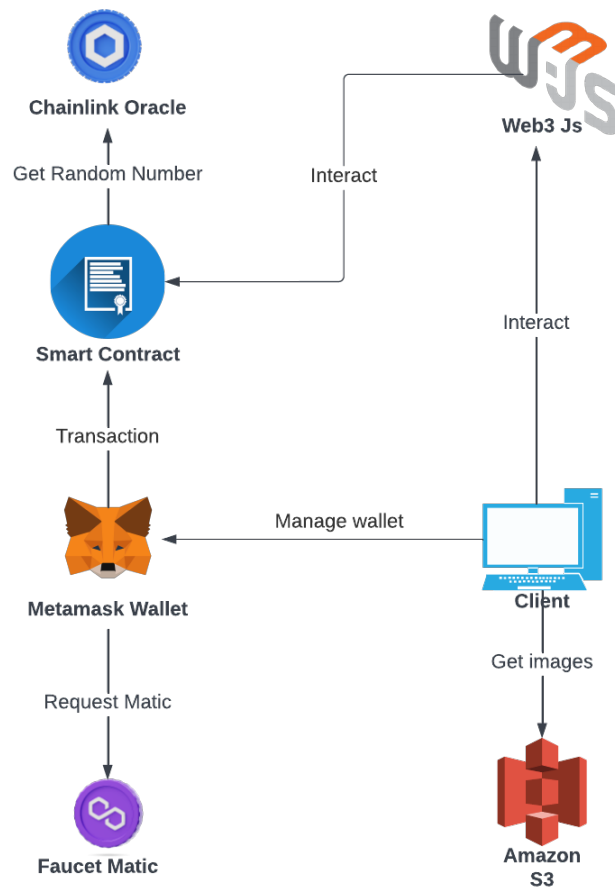 Chainlink Oracle
Web3 Js
Get Random Number
Interact
Smart Contract
Interact
Transaction
Manage wallet
Metamask Wallet
Client
Get images
Request Matic
Faucet Matic
Amazon
S3